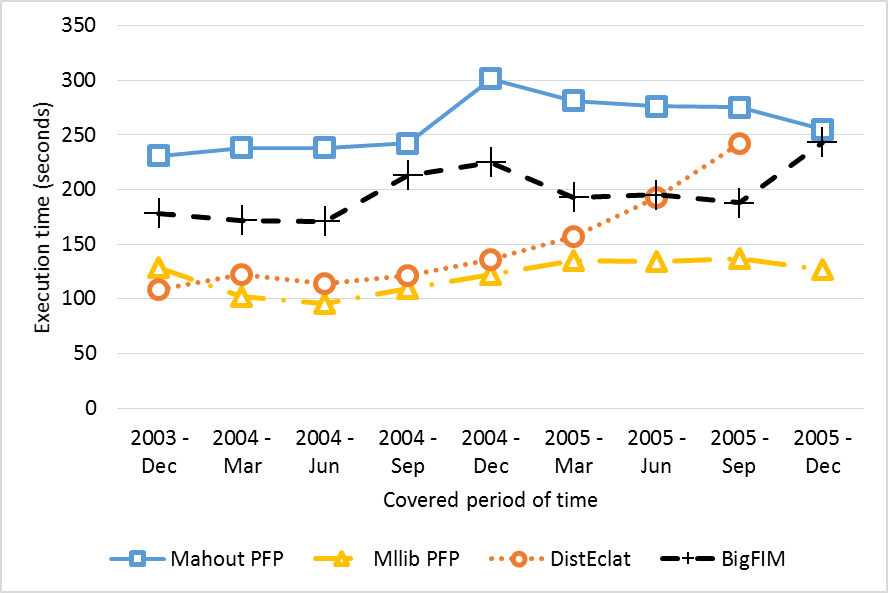 350
300
250
200
150
100
50
0
Execution time (seconds)
2003 - 2004 - 2004 - 2004 - 2004 - 2005 - 2005 - 2005 - 2005 -
Dec Mar Jun Sep Dec Mar Jun Sep Dec
Covered period of time
Mahout PFP Mllib PFP DistEclat BigFIM